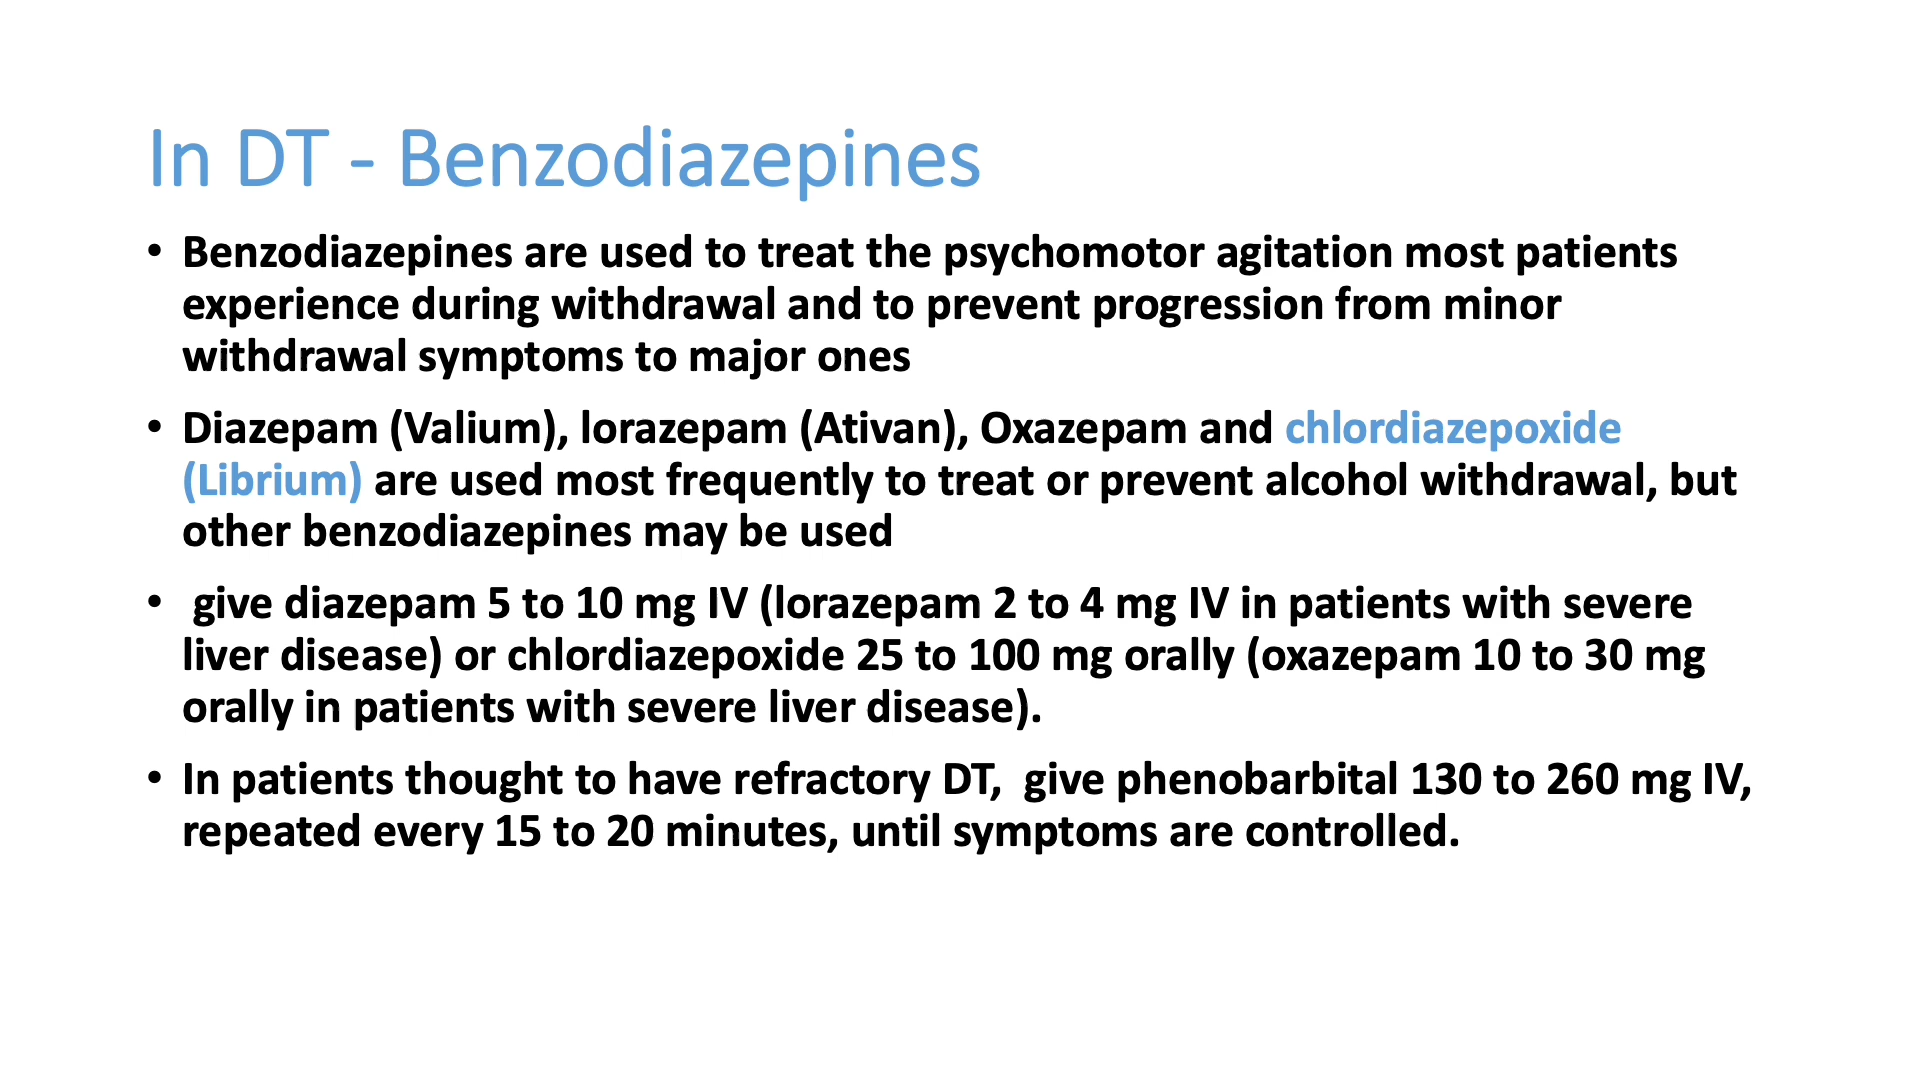 In DT - Benzodiazepines
• Benzodiazepines are used to treat the psychomotor agitation most patients
experience during withdrawal and to prevent progression from minor
withdrawal symptoms to major ones
• Diazepam (Valium), lorazepam (Ativan), Oxazepam and chlordiazepoxide
(Librium) are used most frequently to treat or prevent alcohol withdrawal, but
other benzodiazepines may be used
• give diazepam 5 to 10 mg IV (lorazepam 2 to 4 mg IV in patients with severe
liver disease) or chlordiazepoxide 25 to 100 mg orally (oxazepam 10 to 30 mg
orally in patients with severe liver disease).
• In patients thought to have refractory DT, give phenobarbital 130 to 260 mg IV,
repeated every 15 to 20 minutes, until symptoms are controlled.